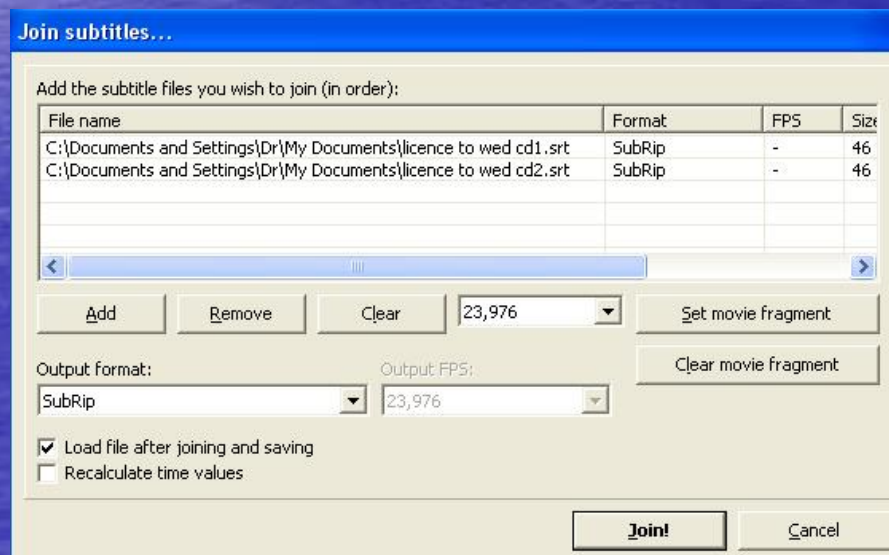 Join subtitles...
Add the subtitle files you wish to join (in order):
File name Format FPS Size
C:\Documents and Settings\Dr\My Documents\licence to wed cd1.srt SubRip - 46
C:\Documents and Settings\Dr\My Documents\licence to wed cd2.srt SubRip - 46
Add Remove Clear 23,976 Set movie fragment
Output format: Output FPS: Clear movie fragment
SubRip 23,976
Load file after joining and saving
Recalculate time values
Join! Cancel